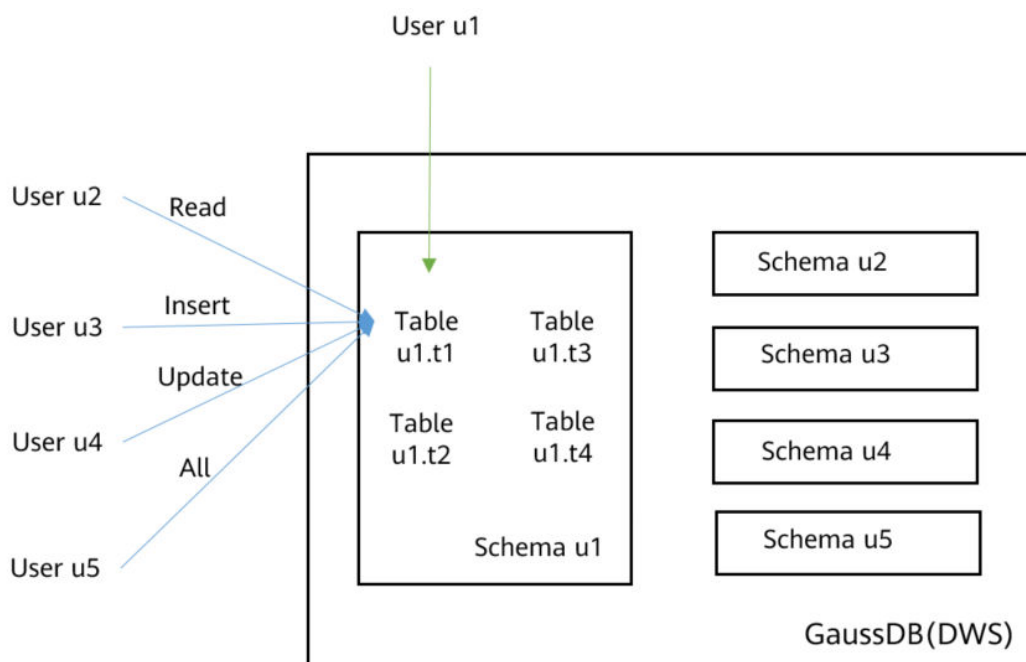 User u1
User u2
Read
User u3
Insert
Update
User u4
All
User u5
Table
u1.t1
Table
u1.t3
Table
u1.t2
Table
u1.t4
Schema u1
Schema u2
Schema u3
Schema u4
Schema u5
GaussDB(DWS)